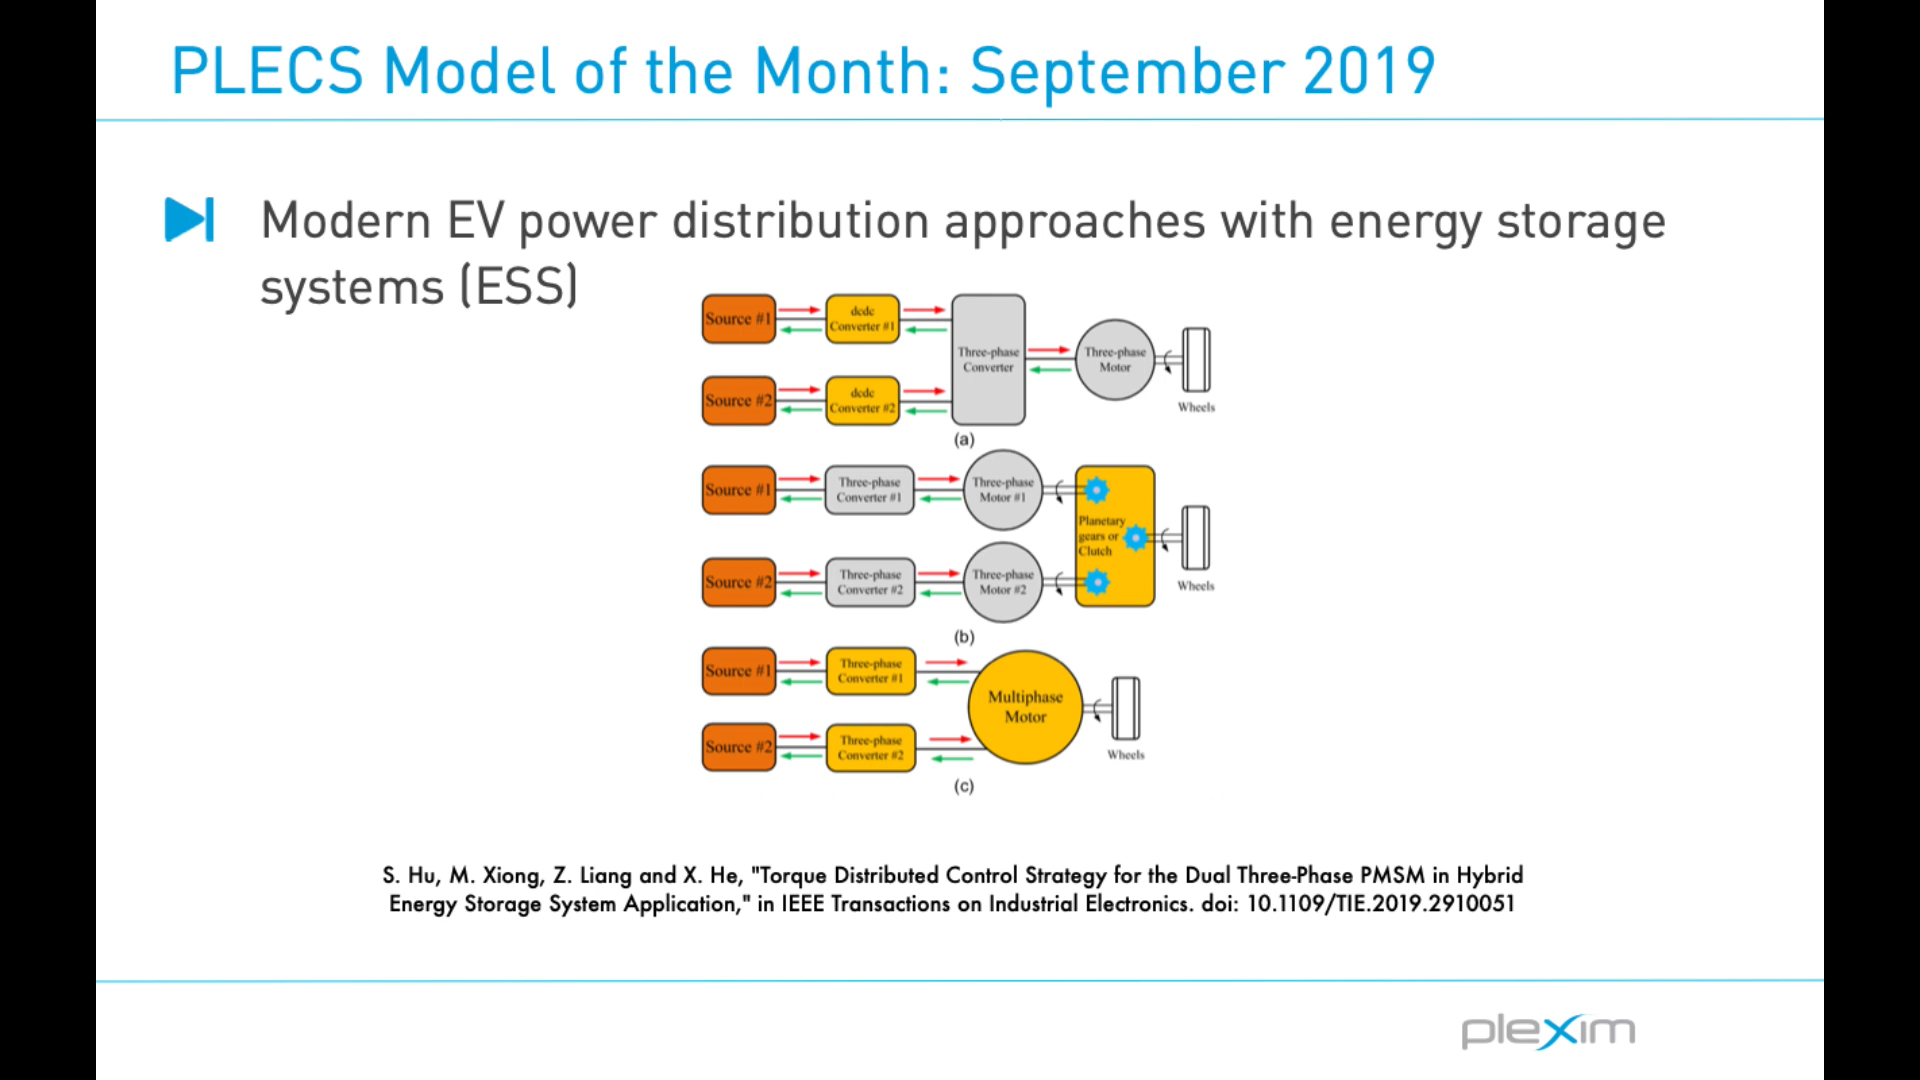 PLECS Model of the Month: September 2019
Modern EV power distribution approaches with energy storage
systems (ESS)
Source #1
dcdc
Converter #1
Source #2
dcdc
Converter #2
Three-phase
Converter
Three-phase
Motor
Wheels
(a)
Source #1
Three-phase
Converter #1
Three-phase
Motor #1
Source #2
Three-phase
Converter #2
Three-phase
Motor #2
Planetary
gears or
Clutch
Wheels
(b)
Source #1
Three-phase
Converter #1
Source #2
Three-phase
Converter #2
Multiphase
Motor
Wheels
(c)
S. Hu, M. Xiong, Z. Liang and X. He, "Torque Distributed Control Strategy for the Dual Three-Phase PMSM in Hybrid
Energy Storage System Application," in IEEE Transactions on Industrial Electronics. doi: 10.1109/TIE.2019.2910051
plexim